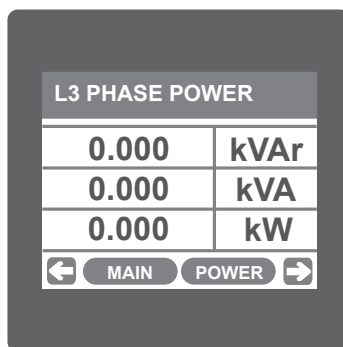 L3 PHASE POWER
0.000 kVAr
0.000 kVA
0.000 kW
MAIN POWER